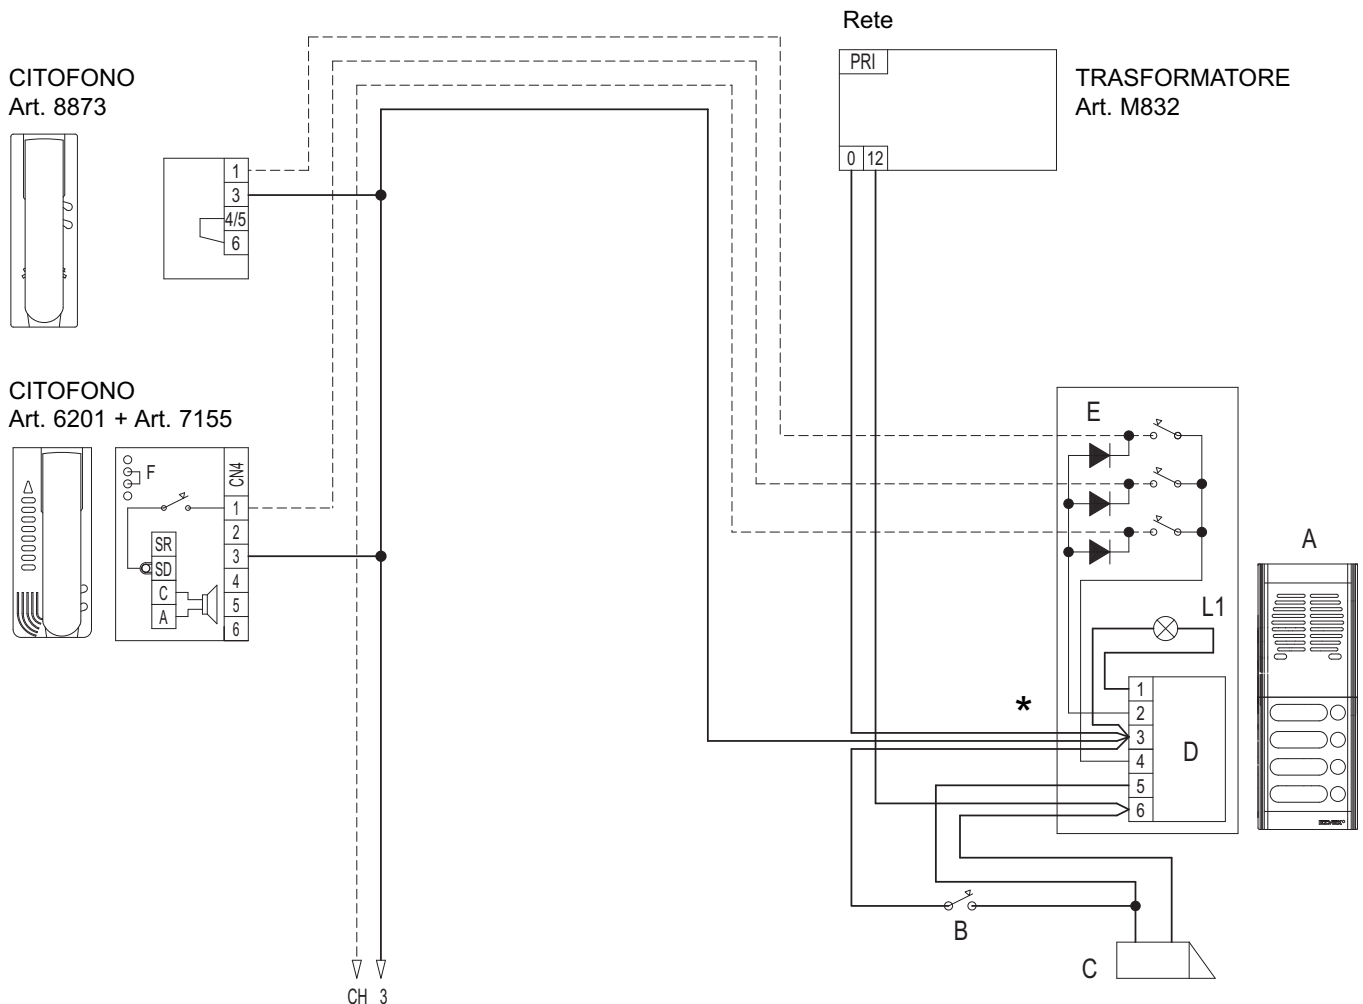 Rete
CITOFONO
Art. 8873
PRI
TRASFORMATORE
Art. M832
0 12
1
3
4/5
6
CITOFONO
Art. 6201 + Art. 7155
F
CN4
1
2
3
4
5
6
SR
SD
C
A
E
A
L1
*
1
2
3
4
5
6
D
B
C
CH 3